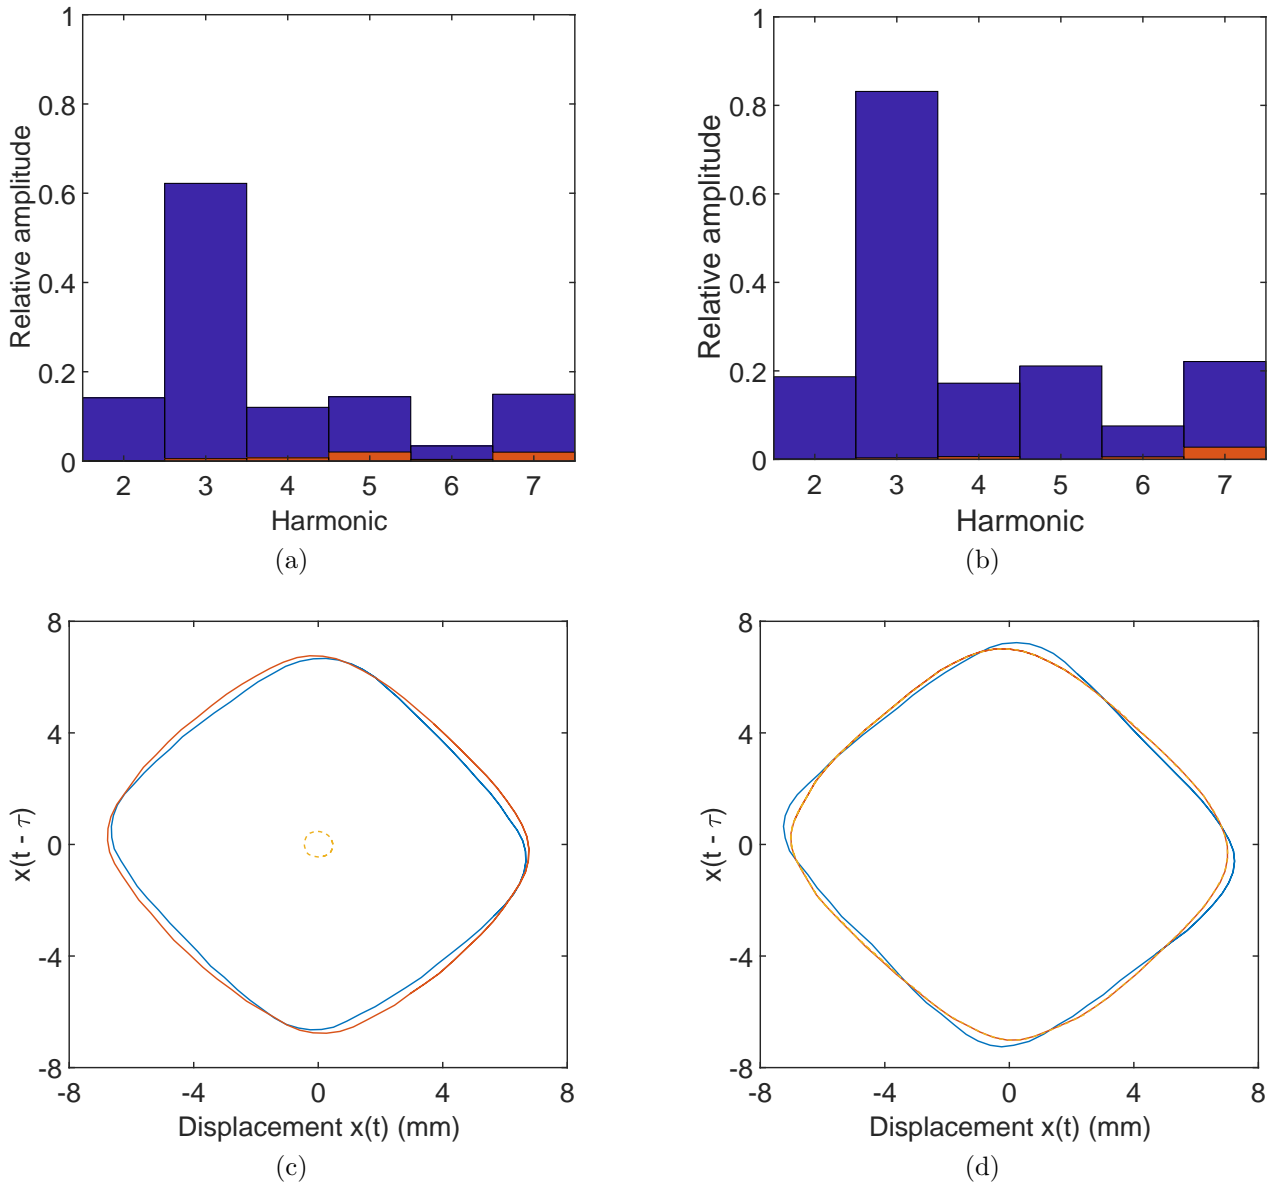 1
0.8
0.6
0.4
0.2
0
Relative amplitude
2 3 4 5 6 7
Harmonic
(a)
1
0.8
0.6
0.4
0.2
0
Relative amplitude
2 3 4 5 6 7
Harmonic
(b)
8
4
0
-4
-8
x(t - τ)
-8 -4 0 4 8
Displacement x(t) (mm)
(c)
8
4
0
-4
-8
x(t - τ)
-8 -4 0 4 8
Displacement x(t) (mm)
(d)